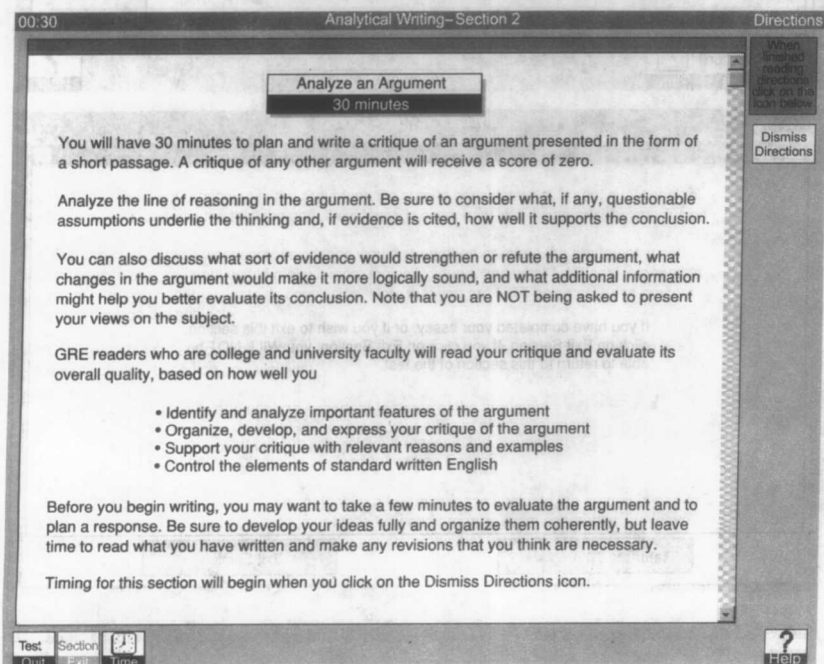 00:30 Analytical Writing–Section 2 Directions
When
finished
reading
directions
click on the
icon below
Dismiss
Directions
Analyze an Argument
30 minutes
You will have 30 minutes to plan and write a critique of an argument presented in the form of
a short passage. A critique of any other argument will receive a score of zero.
Analyze the line of reasoning in the argument. Be sure to consider what, if any, questionable
assumptions underlie the thinking and, if evidence is cited, how well it supports the conclusion.
You can also discuss what sort of evidence would strengthen or refute the argument, what
changes in the argument would make it more logically sound, and what additional information
might help you better evaluate its conclusion. Note that you are NOT being asked to present
your views on the subject.
GRE readers who are college and university faculty will read your critique and evaluate its
overall quality, based on how well you
• Identify and analyze important features of the argument
• Organize, develop, and express your critique of the argument
• Support your critique with relevant reasons and examples
• Control the elements of standard written English
Before you begin writing, you may want to take a few minutes to evaluate the argument and to
plan a response. Be sure to develop your ideas fully and organize them coherently, but leave
time to read what you have written and make any revisions that you think are necessary.
Timing for this section will begin when you click on the Dismiss Directions icon.
Test Section
Quit Exit Time
?
Help